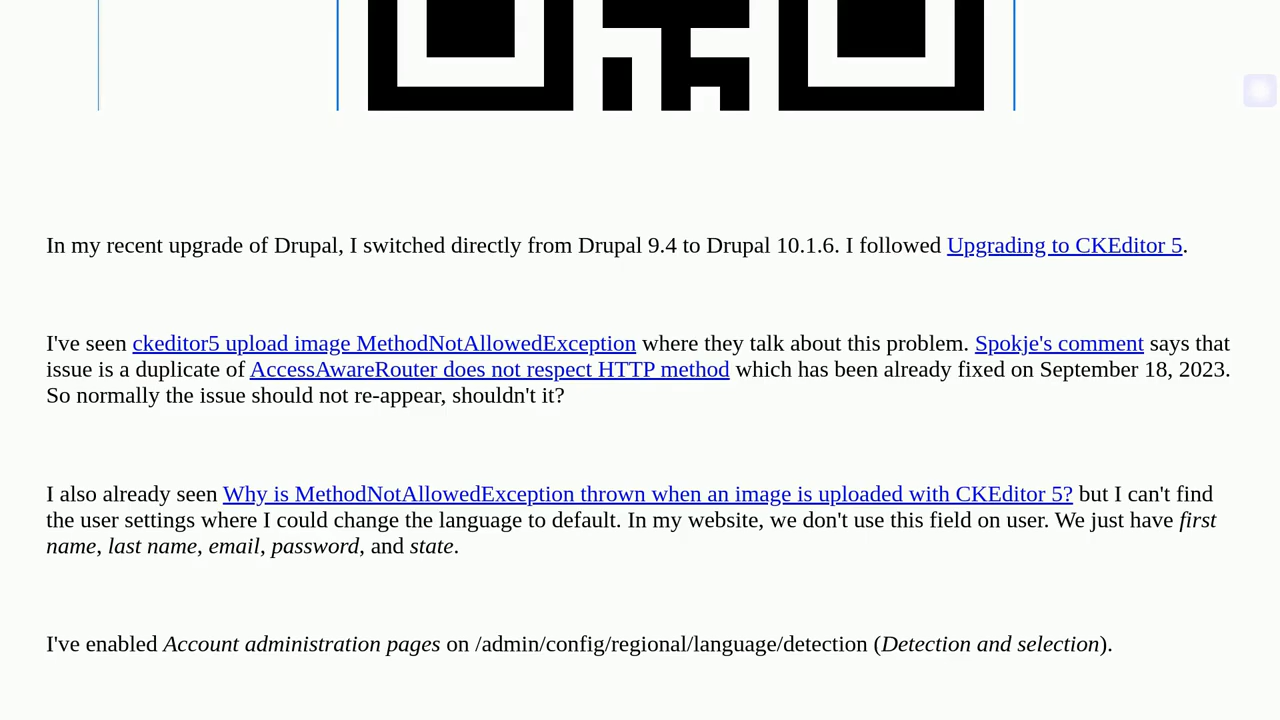 In my recent upgrade of Drupal, I switched directly from Drupal 9.4 to Drupal 10.1.6. I followed Upgrading to CKEditor 5.
I've seen ckeditor5 upload image MethodNotAllowedException where they talk about this problem. Spokje's comment says that
issue is a duplicate of AccessAwareRouter does not respect HTTP method which has been already fixed on September 18, 2023.
So normally the issue should not re-appear, shouldn't it?
I also already seen Why is MethodNotAllowedException thrown when an image is uploaded with CKEditor 5? but I can't find
the user settings where I could change the language to default. In my website, we don't use this field on user. We just have first
name, last name, email, password, and state.
I've enabled Account administration pages on /admin/config/regional/language/detection (Detection and selection).